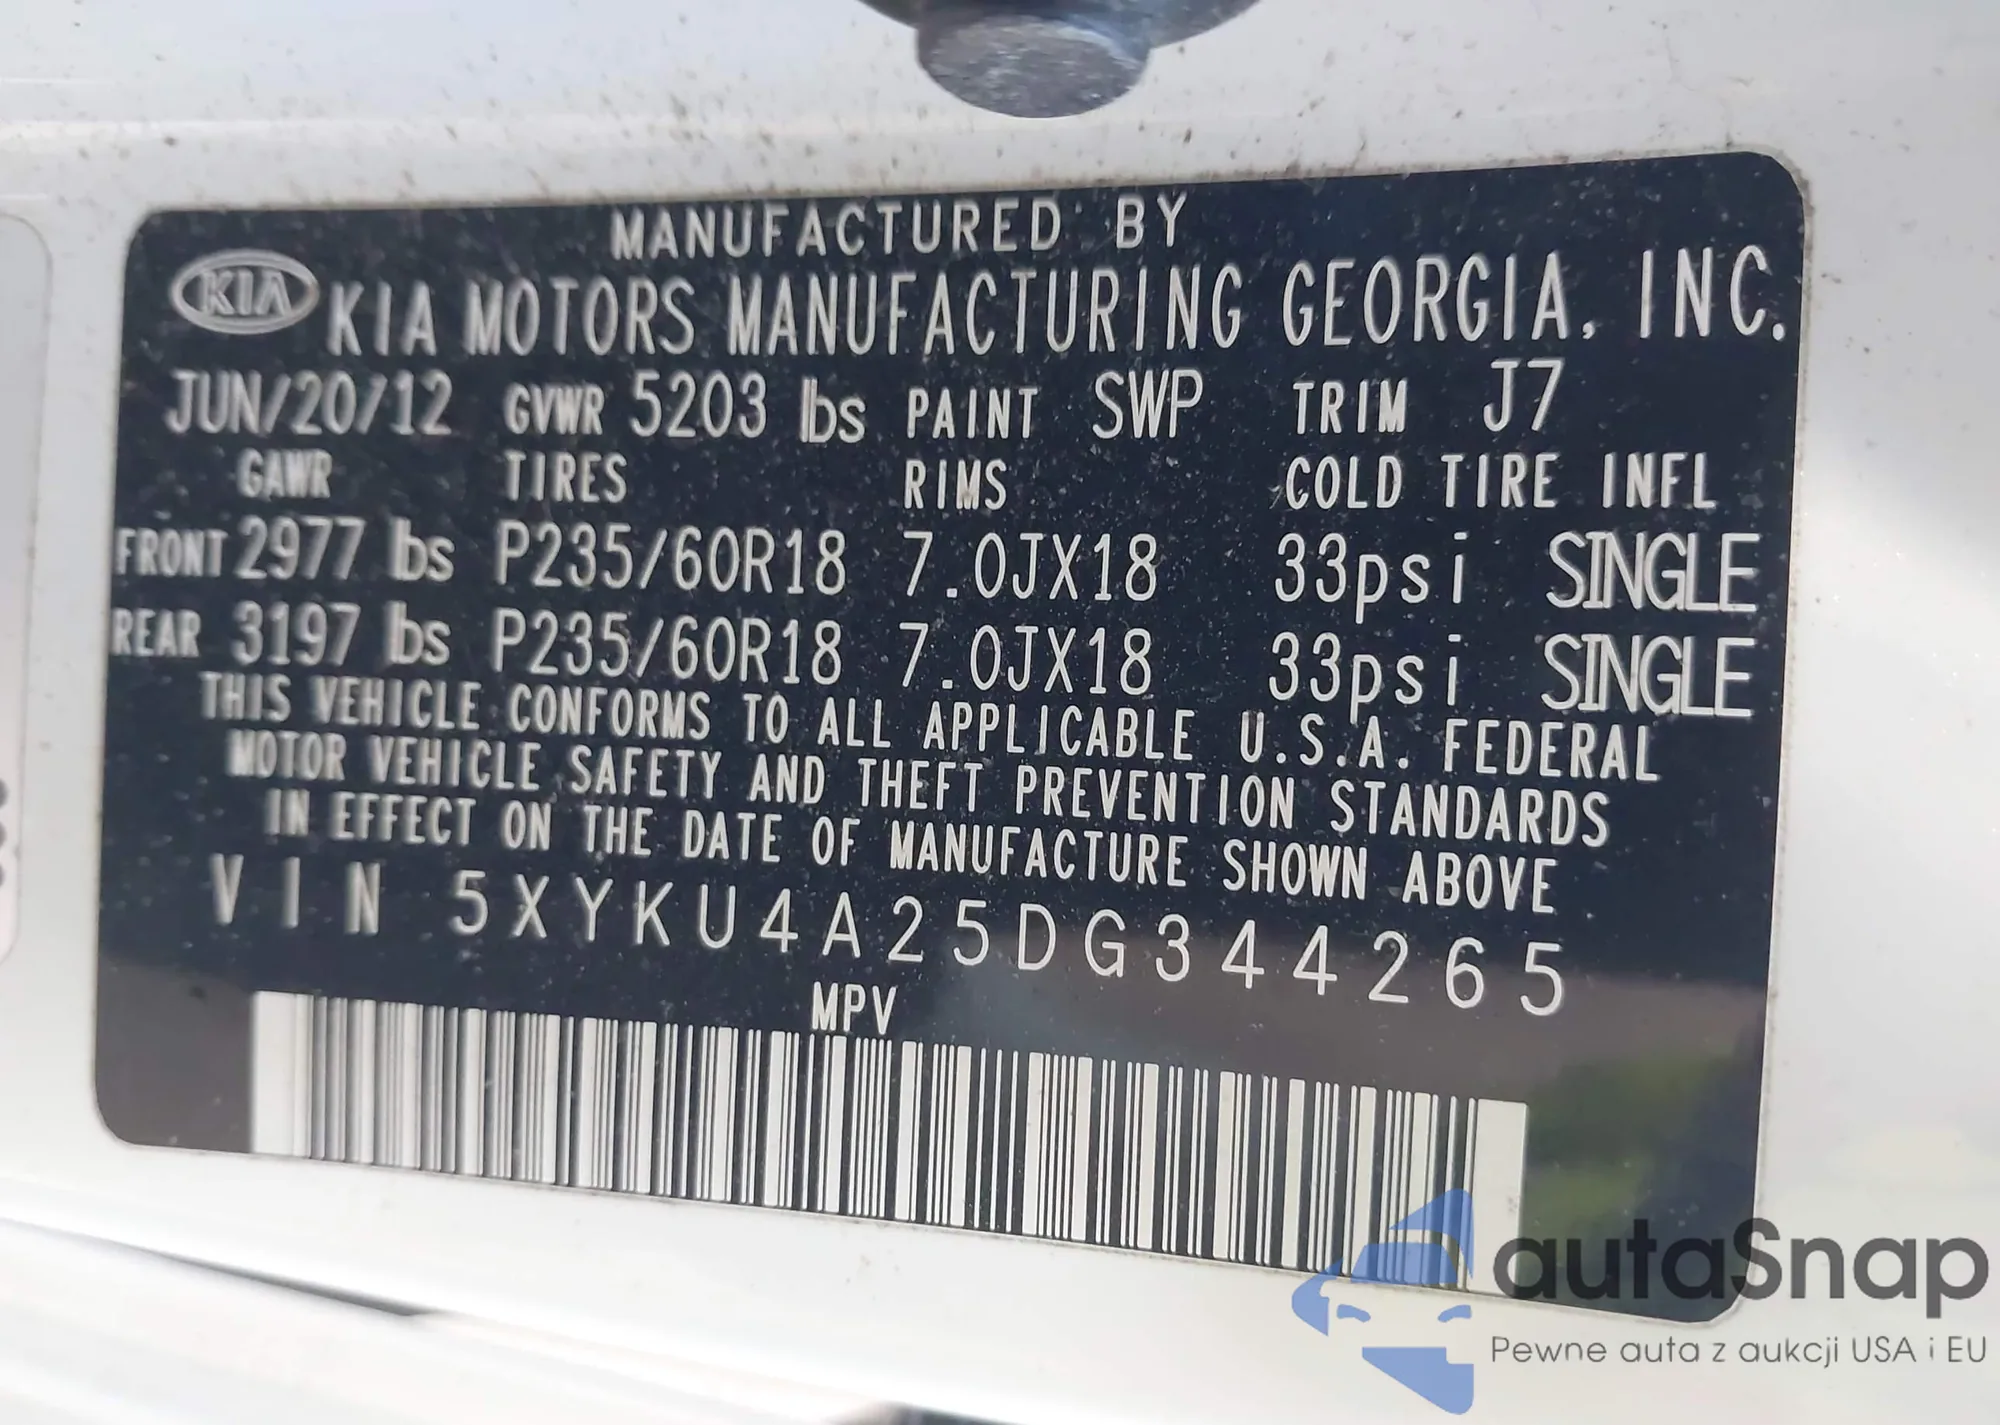 MANUFACTURED BY
KIA KIA MOTORS MANUFACTURING GEORGIA, INC.
JUN/20/12 GVWR 5203 lbs PAINT SWP TRIM J7
GAWR TIRES RIMS COLD TIRE INFL
FRONT 2977 lbs P235/60R18 7.0JX18 33psi SINGLE
REAR 3197 lbs P235/60R18 7.0JX18 33psi SINGLE
THIS VEHICLE CONFORMS TO ALL APPLICABLE U.S.A. FEDERAL
MOTOR VEHICLE SAFETY AND THEFT PREVENTION STANDARDS
IN EFFECT ON THE DATE OF MANUFACTURE SHOWN ABOVE
VIN 5XYKU4A25DG344265
MPV
autaSnap
Pewne auta z aukcji USA i EU